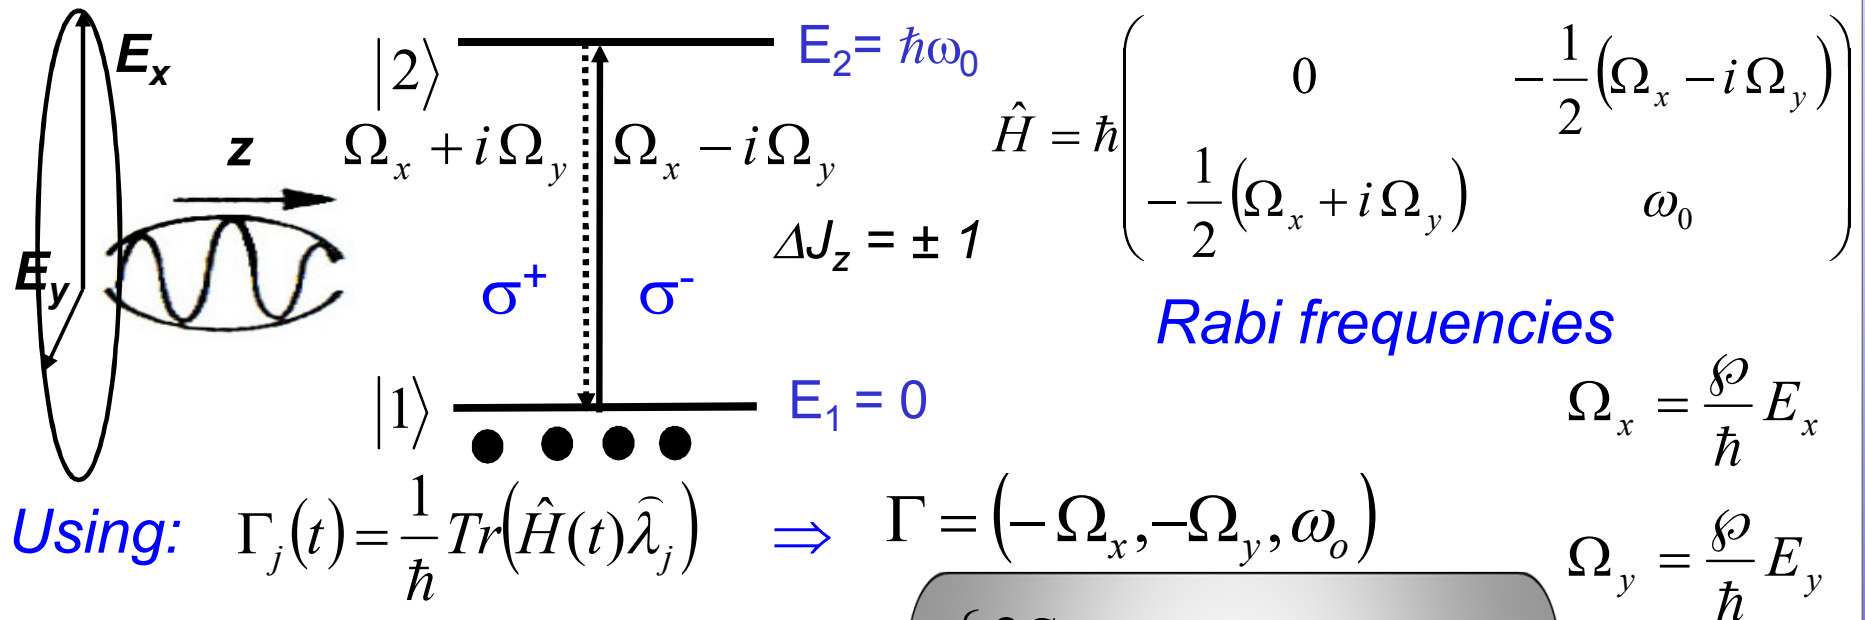 E_x
|2⟩
E_2= ħω_0
Ĥ = ħ ( 0   −1/2(Ω_x − iΩ_y)
−1/2(Ω_x + iΩ_y)   ω_0 )
z
Ω_x + iΩ_y
Ω_x − iΩ_y
ΔJ_z = ± 1
E_y
σ^+
σ^-
Rabi frequencies
|1⟩
E_1 = 0
Ω_x = ℘/ħ E_x
Using: Γ_j(t) = 1/ħ Tr(Ĥ(t)λ̂_j) ⇒ Γ = (−Ω_x, −Ω_y, ω_o)
Ω_y = ℘/ħ E_y